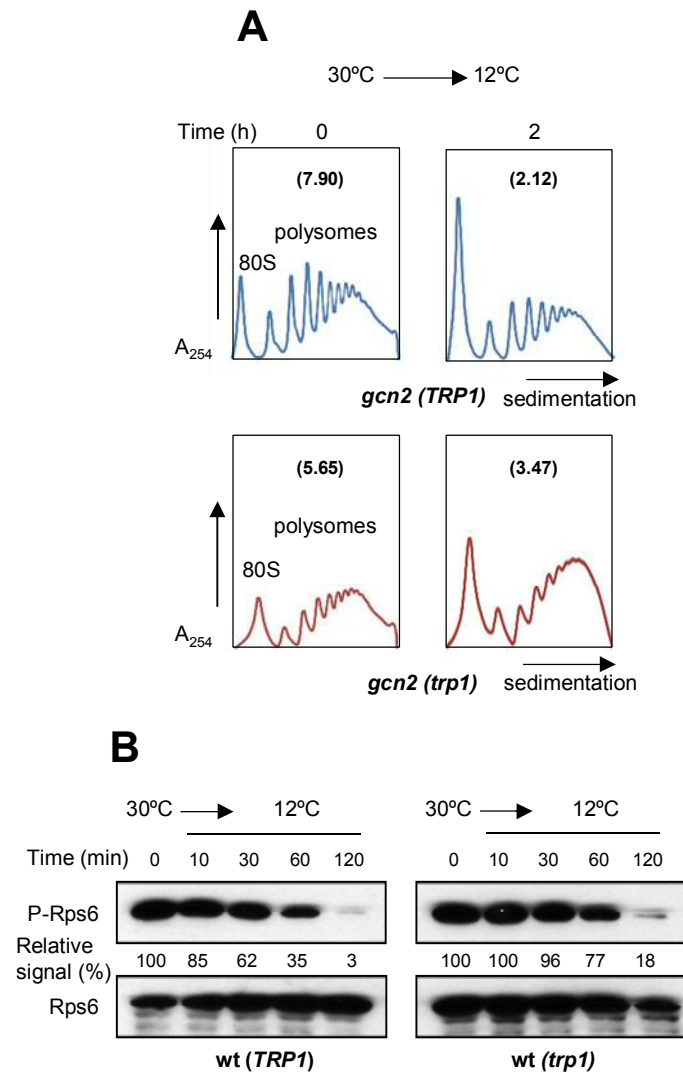 A
30ºC 12ºC
Time (h) 0 2
(7.90) (2.12)
polysomes
80S
A254
gcn2 (TRP1) sedimentation
(5.65) (3.47)
polysomes
80S
A254
gcn2 (trp1) sedimentation
B
30ºC 12ºC 30ºC 12ºC
Time (min) 0 10 30 60 120 0 10 30 60 120
P-Rps6
Relative
signal (%) 100 85 62 35 3 100 100 96 77 18
Rps6
wt (TRP1) wt (trp1)